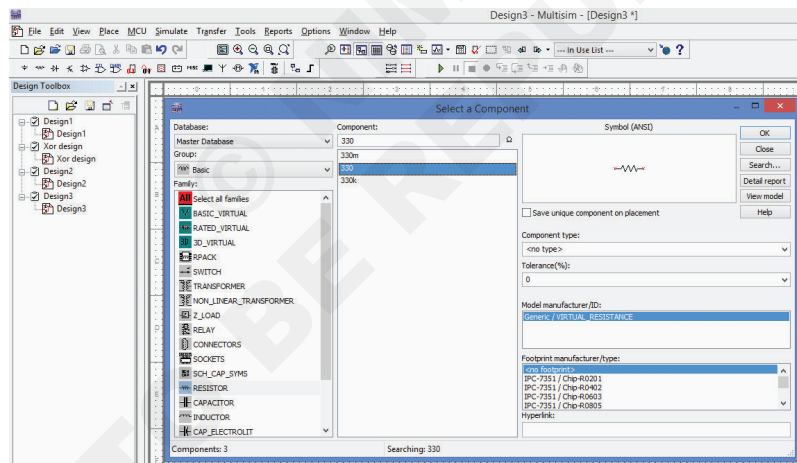 Design3 - Multisim - [Design3 *]
File Edit View Place MCU Simulate Transfer Tools Reports Options Window Help
--- In Use List ---
Design Toolbox
Design1
Design1
Xor design
Xor design
Design2
Design2
Design3
Design3
Select a Component
Database:
Master Database
Group:
Basic
Family:
All Select all families
BASIC_VIRTUAL
RATED_VIRTUAL
3D 3D_VIRTUAL
RPACK
SWITCH
TRANSFORMER
NON_LINEAR_TRANSFORMER
Z_LOAD
RELAY
CONNECTORS
SOCKETS
SCH_CAP_SYMS
RESISTOR
CAPACITOR
INDUCTOR
CAP_ELECTROLIT
Component:
330 Ω
330m
330
330k
Symbol (ANSI)
Save unique component on placement
Component type:
<no type>
Tolerance(%):
0
Model manufacturer/ID:
Generic / VIRTUAL_RESISTANCE
Footprint manufacturer/type:
<no footprint>
IPC-7351 / Chip-R0201
IPC-7351 / Chip-R0402
IPC-7351 / Chip-R0603
IPC-7351 / Chip-R0805
Hyperlink:
OK
Close
Search...
Detail report
View model
Help
Components: 3
Searching: 330